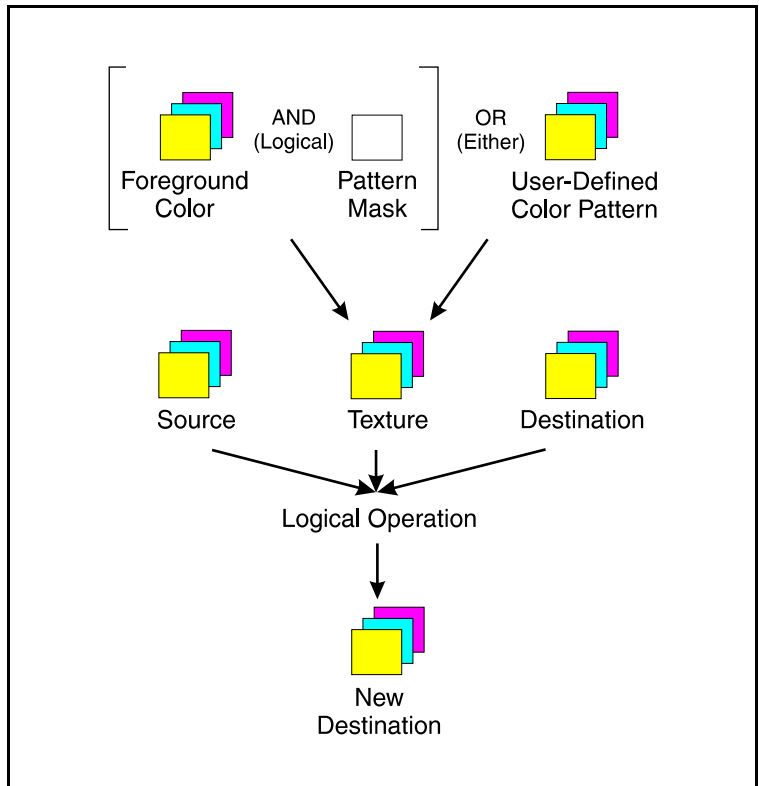 AND
(Logical)
OR
(Either)
Foreground
Color
Pattern
Mask
User-Defined
Color Pattern
Source
Texture
Destination
Logical Operation
New
Destination